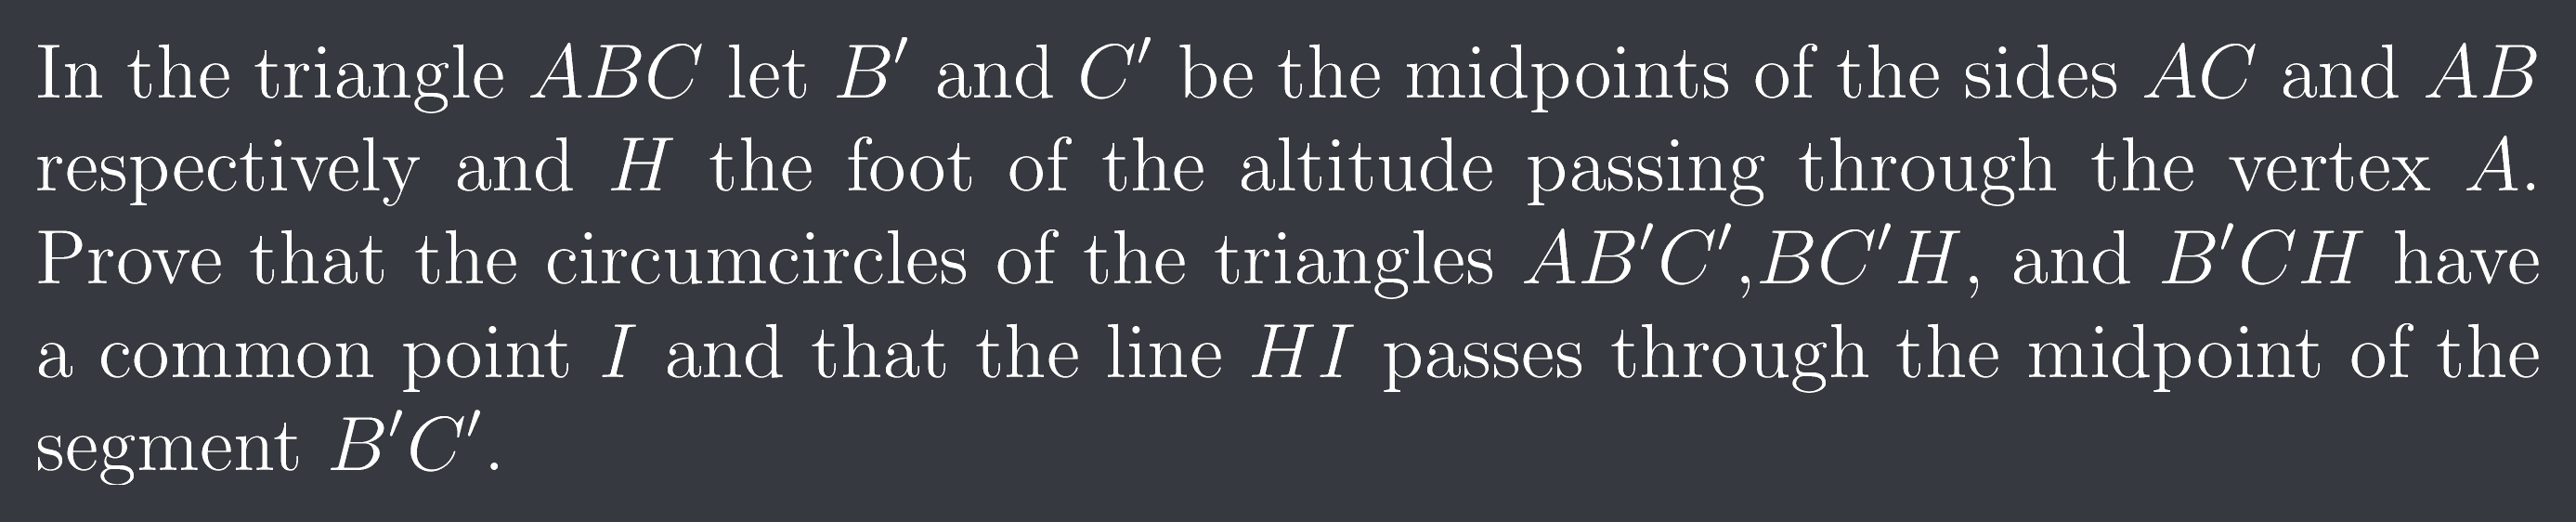 In the triangle ABC let B′ and C′ be the midpoints of the sides AC and AB
respectively and H the foot of the altitude passing through the vertex A.
Prove that the circumcircles of the triangles AB′C′,BC′H, and B′CH have
a common point I and that the line HI passes through the midpoint of the
segment B′C′.